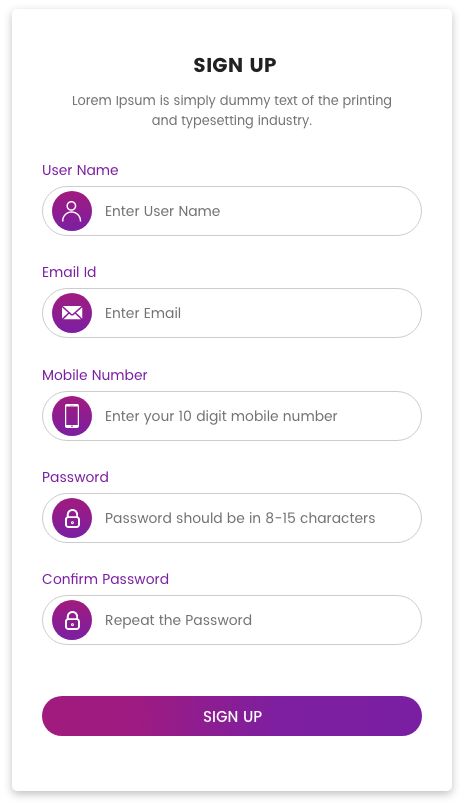 SIGN UP
Lorem Ipsum is simply dummy text of the printing
and typesetting industry.
User Name
Enter User Name
Email Id
Enter Email
Mobile Number
Enter your 10 digit mobile number
Password
Password should be in 8-15 characters
Confirm Password
Repeat the Password
SIGN UP